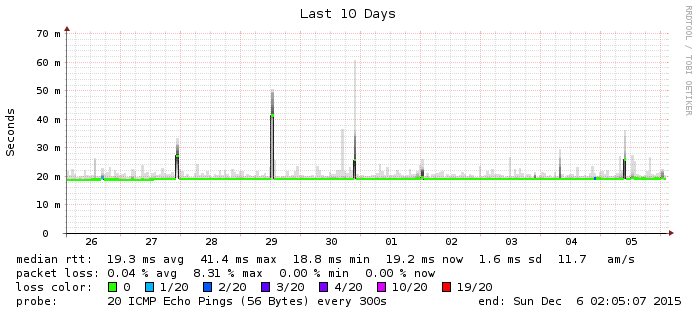 Last 10 Days
RRDTOOL / TOBI OETIKER
Seconds
70 m
60 m
50 m
40 m
30 m
20 m
10 m
0
26 27 28 29 30 01 02 03 04 05
median rtt: 19.3 ms avg 41.4 ms max 18.8 ms min 19.2 ms now 1.6 ms sd 11.7 am/s
packet loss: 0.04 % avg 8.31 % max 0.00 % min 0.00 % now
loss color: 0 1/20 2/20 3/20 4/20 10/20 19/20
probe: 20 ICMP Echo Pings (56 Bytes) every 300s end: Sun Dec 6 02:05:07 2015